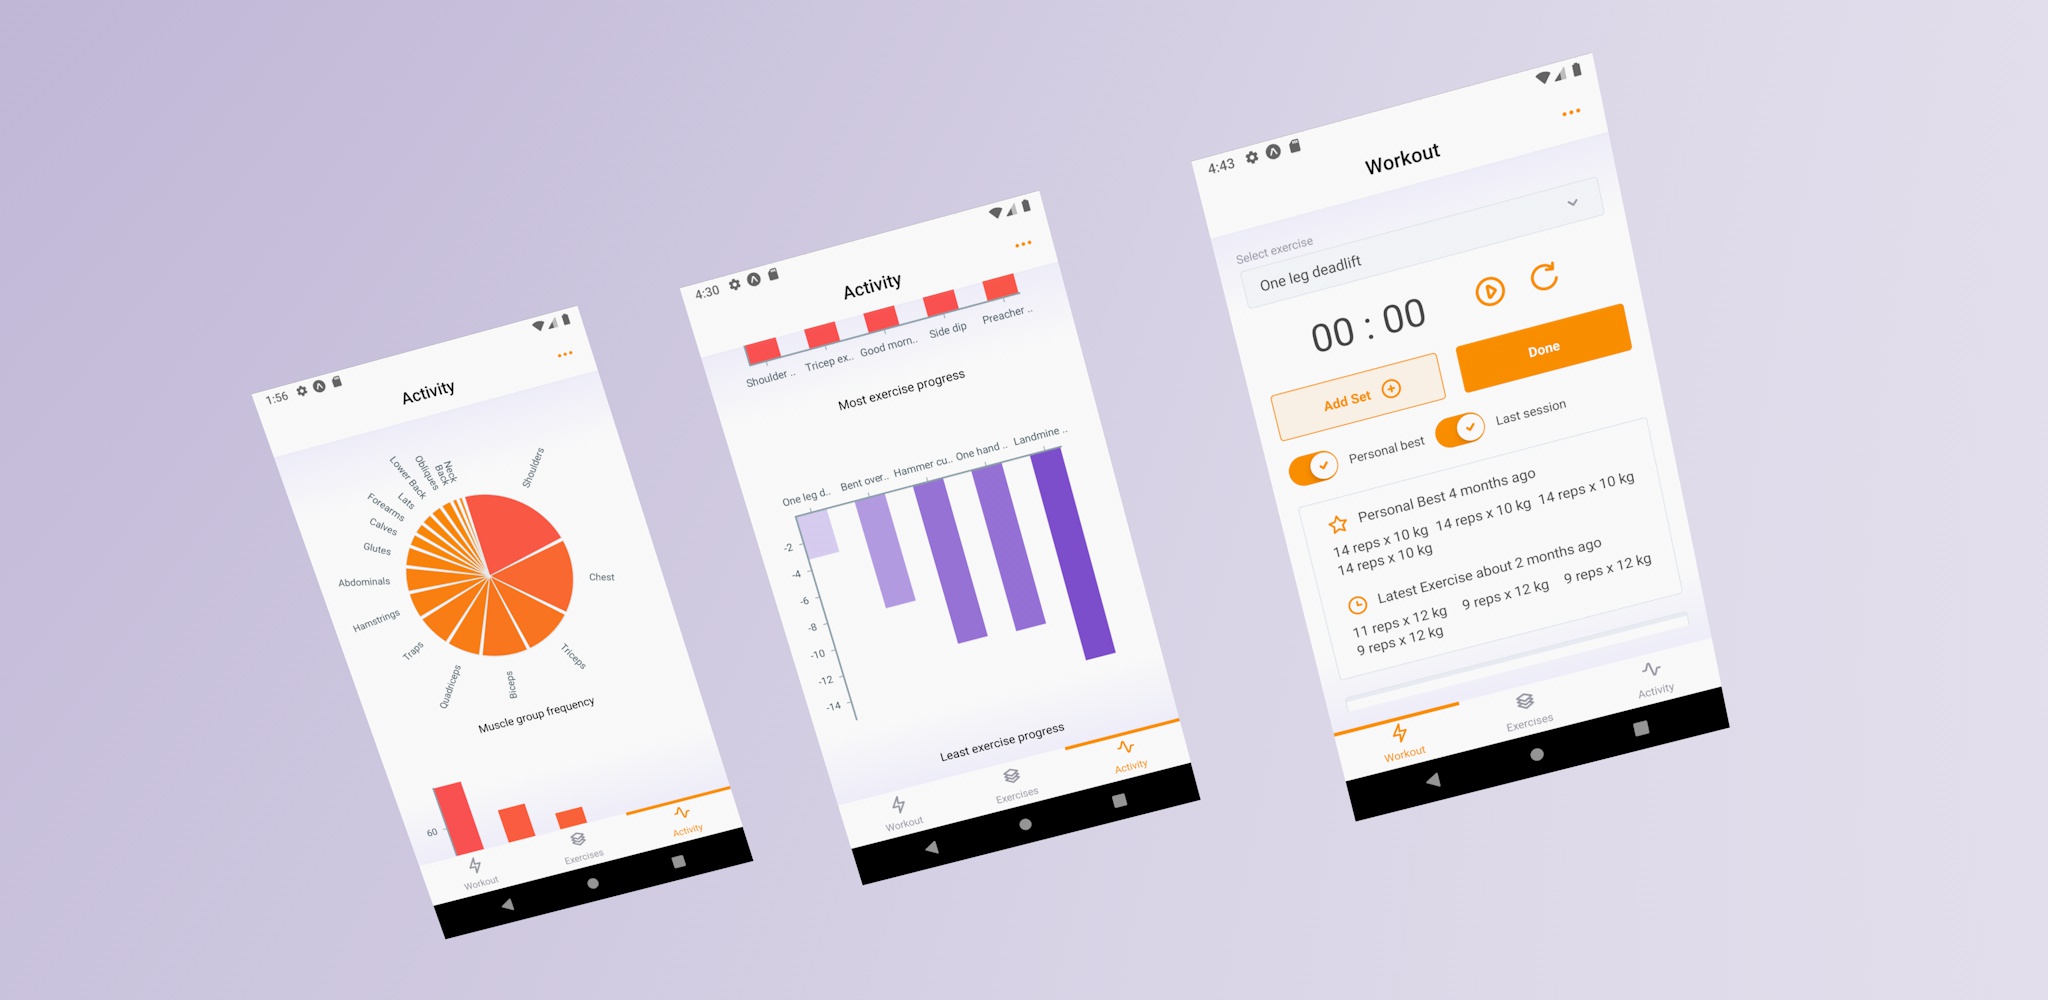 1:56
Activity
Shoulders
Chest
Triceps
Biceps
Quadriceps
Traps
Hamstrings
Abdominals
Glutes
Calves
Forearms
Lats
Lower Back
Obliques
Back
Neck
Muscle group frequency
60
Workout
Exercises
Activity
4:30
Activity
Shoulder ..
Tricep ex..
Good morn..
Side dip
Preacher ..
Most exercise progress
One leg d..
Bent over..
Hammer cu..
One hand ..
Landmine ..
-2
-4
-6
-8
-10
-12
-14
Least exercise progress
Workout
Exercises
Activity
4:43
Workout
Select exercise
One leg deadlift
00 : 00
Add Set
Done
Personal best
Last session
Personal Best 4 months ago
14 reps x 10 kg 14 reps x 10 kg 14 reps x 10 kg
14 reps x 10 kg
Latest Exercise about 2 months ago
11 reps x 12 kg 9 reps x 12 kg 9 reps x 12 kg
9 reps x 12 kg
Workout
Exercises
Activity